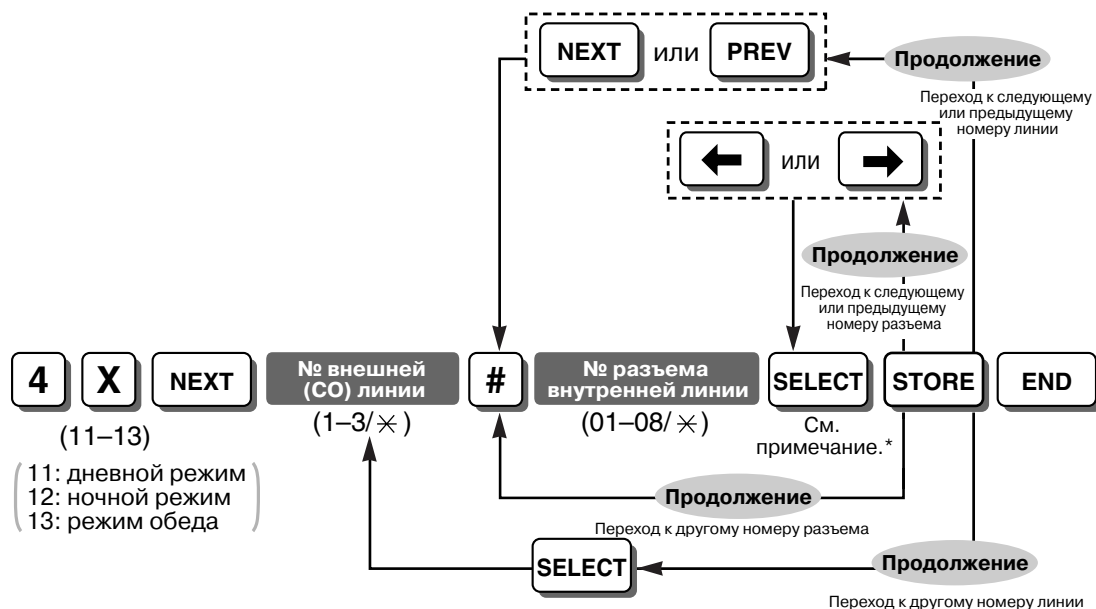 NEXT или PREV
Продолжение
Переход к следующему
или предыдущему
номеру линии
← или →
Продолжение
Переход к следующему
или предыдущему
номеру разъема
4 X NEXT
№ внешней
(CO) линии
#
№ разъема
внутренней линии
SELECT STORE END
(11–13)
(1–3/✳)
(01–08/✳)
См.
примечание.*
11: дневной режим
12: ночной режим
13: режим обеда
Продолжение
Переход к другому номеру разъема
SELECT
Продолжение
Переход к другому номеру линии